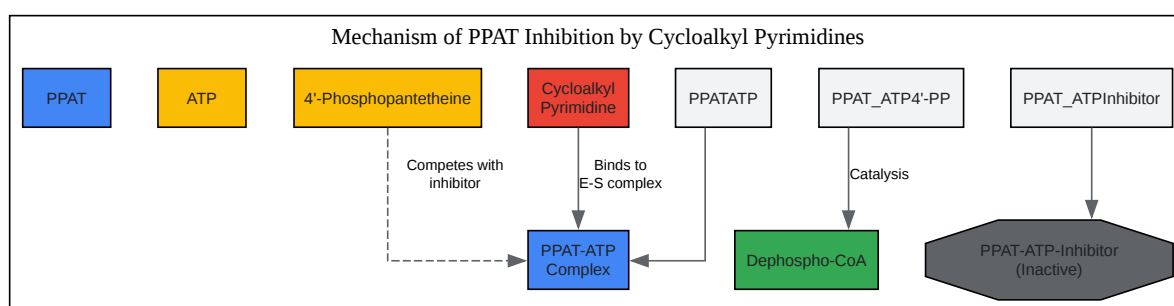 Mechanism of PPAT Inhibition by Cycloalkyl Pyrimidines
PPAT
ATP
4'-Phosphopantetheine
Cycloalkyl
Pyrimidine
PPATATP
PPAT_ATP4'-PP
PPAT_ATPInhibitor
Competes with
inhibitor
Binds to
E-S complex
Catalysis
PPAT-ATP
Complex
Dephospho-CoA
PPAT-ATP-Inhibitor
(Inactive)